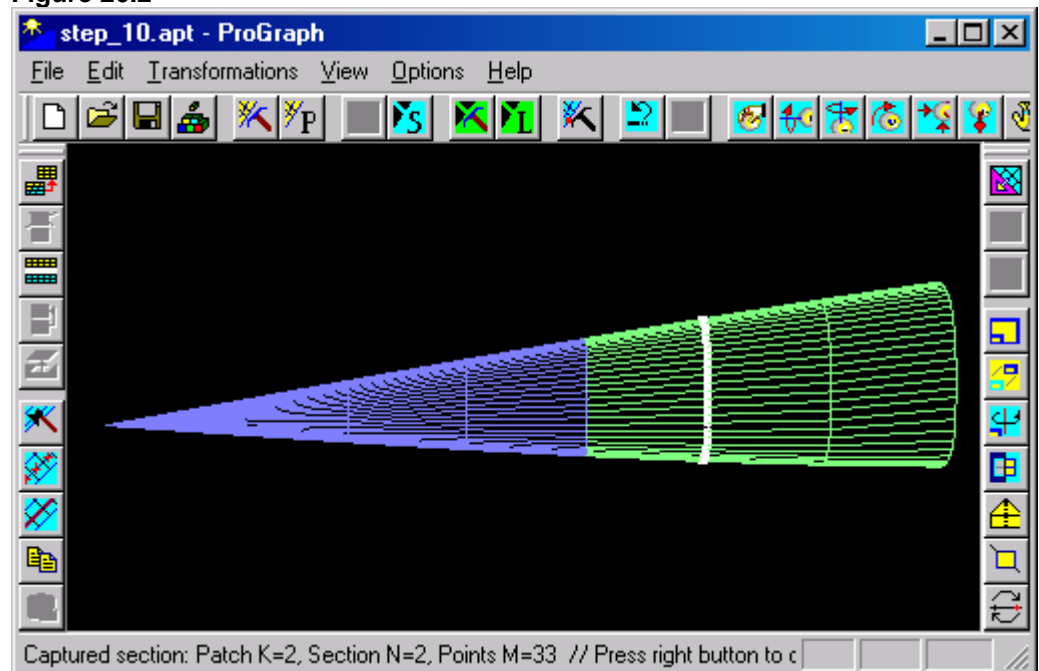 step_10.apt - ProGraph
File Edit Transformations View Options Help
P S L
Captured section: Patch K=2, Section N=2, Points M=33 // Press right button to c